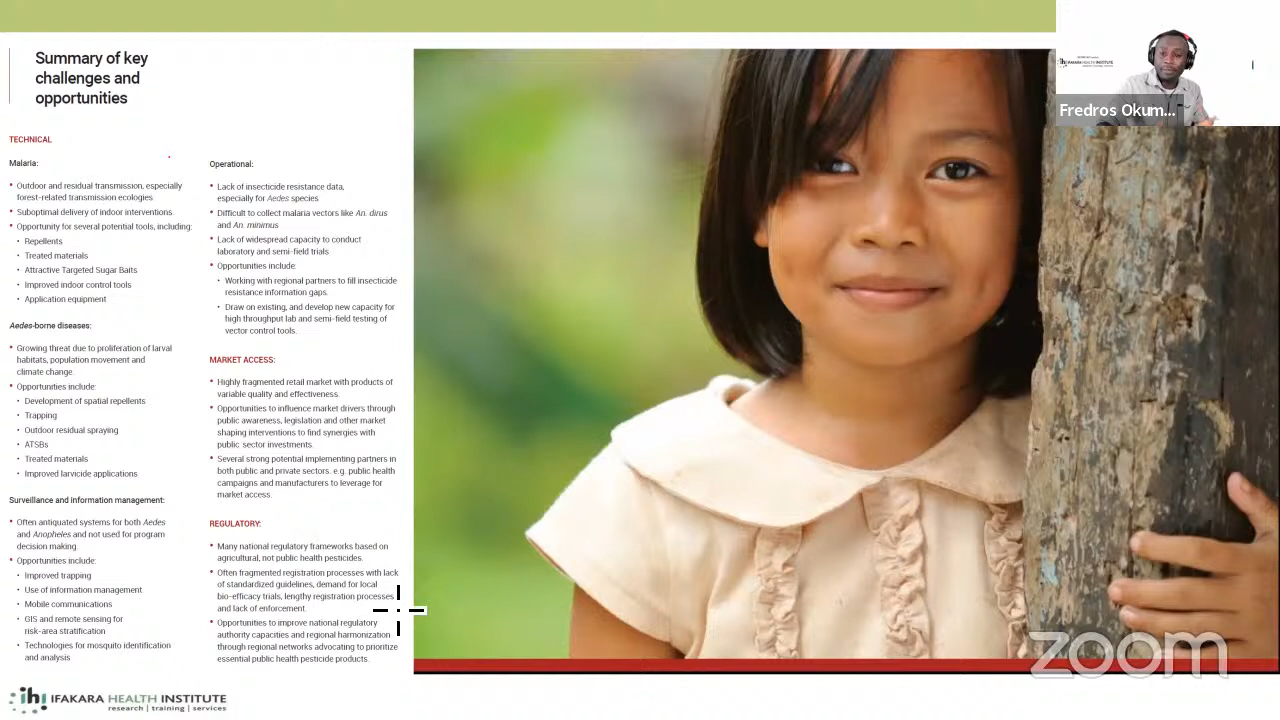 Summary of key
challenges and
opportunities
TECHNICAL
Malaria:
• Outdoor and residual transmission, especially
forest-related transmission ecologies
• Suboptimal delivery of indoor interventions
• Opportunity for several potential tools, including:
• Repellents
• Treated materials
• Attractive Targeted Sugar Baits
• Improved indoor control tools
• Application equipment
Aedes-borne diseases:
• Growing threat due to proliferation of larval
habitats, population movement and
climate change.
• Opportunities include:
• Development of spatial repellents
• Trapping
• Outdoor residual spraying
• ATSBs
• Treated materials
• Improved larvicide applications
Surveillance and information management:
• Often antiquated systems for both Aedes
and Anopheles and not used for program
decision making.
• Opportunities include:
• Improved trapping
• Use of information management
• Mobile communications
• GIS and remote sensing for
risk-area stratification
• Technologies for mosquito identification
and analysis
Operational:
• Lack of insecticide resistance data,
especially for Aedes species
• Difficult to collect malaria vectors like An. dirus
and An. minimus
• Lack of widespread capacity to conduct
laboratory and semi-field trials
• Opportunities include:
• Working with regional partners to fill insecticide
resistance information gaps.
• Draw on existing, and develop new capacity for
high throughput lab and semi-field testing of
vector control tools.
MARKET ACCESS:
• Highly fragmented retail market with products of
variable quality and effectiveness.
• Opportunities to influence market drivers through
public awareness, legislation and other market
shaping interventions to find synergies with
public sector investments.
• Several strong potential implementing partners in
both public and private sectors. e.g. public health
campaigns and manufacturers to leverage for
market access.
REGULATORY:
• Many national regulatory frameworks based on
agricultural, not public health pesticides.
• Often fragmented registration processes with lack
of standardized guidelines, demand for local
bio-efficacy trials, lengthy registration processes
and lack of enforcement.
• Opportunities to improve national regulatory
authority capacities and regional harmonization
through regional networks advocating to prioritize
essential public health pesticide products.
ihi IFAKARA HEALTH INSTITUTE
research | training | services
IFAKARA HEALTH INSTITUTE
Fredros Okum...
zoom